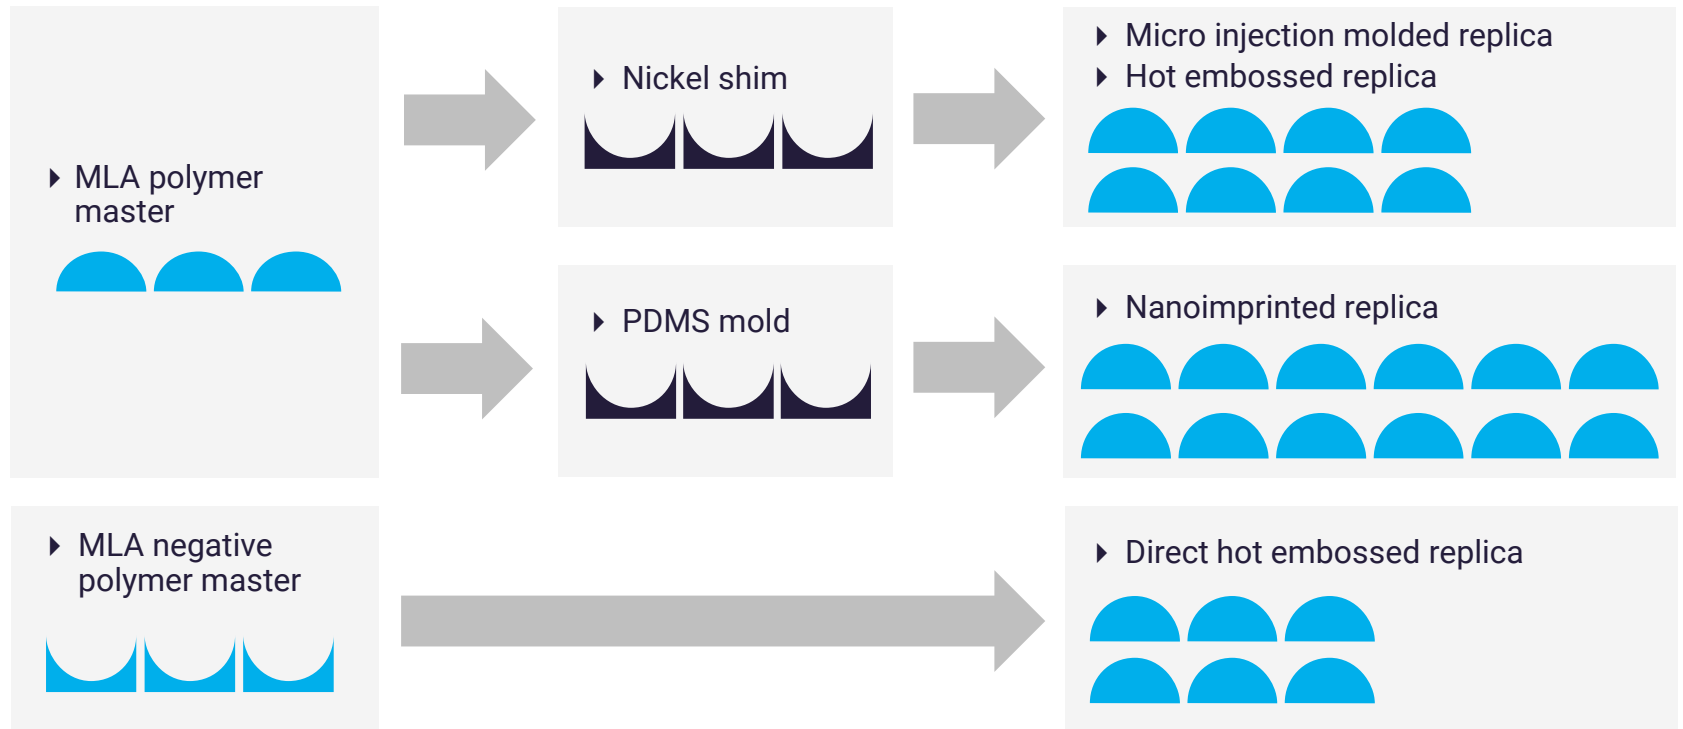 MLA polymer
master
Nickel shim
Micro injection molded replica
Hot embossed replica
PDMS mold
Nanoimprinted replica
MLA negative
polymer master
Direct hot embossed replica